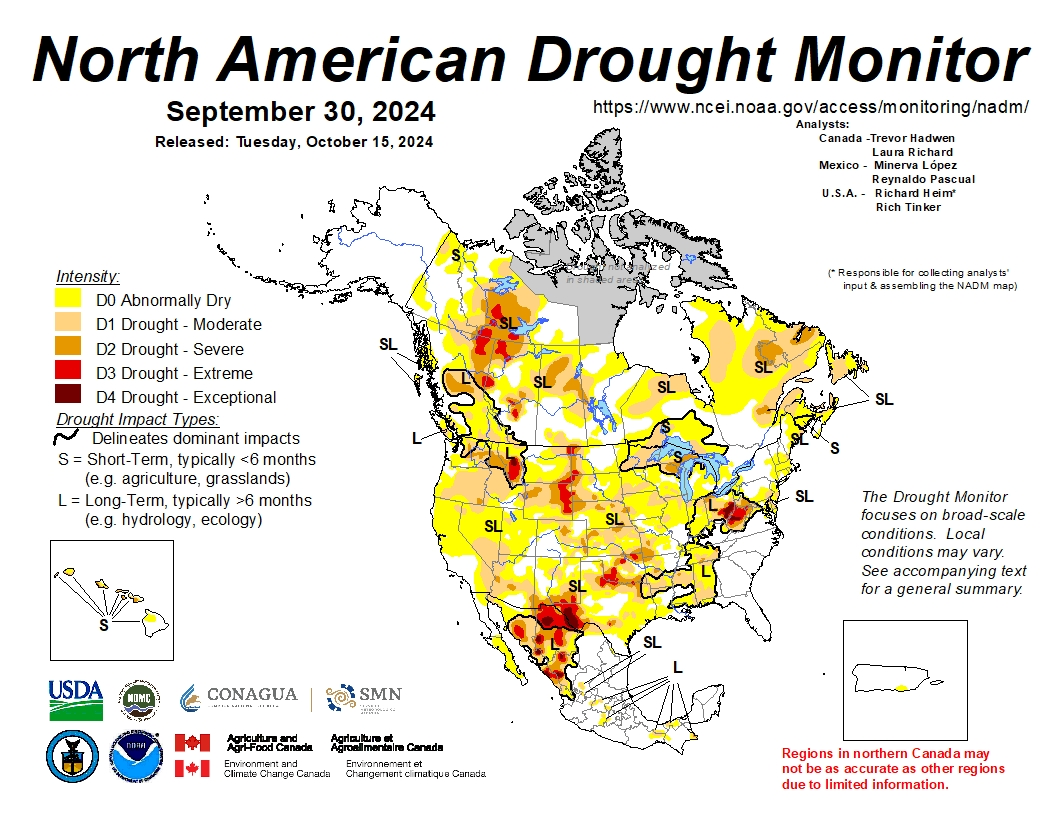 North American Drought Monitor
September 30, 2024
Released: Tuesday, October 15, 2024
https://www.ncei.noaa.gov/access/monitoring/nadm/
Analysts:
Canada -Trevor Hadwen
Laura Richard
Mexico - Minerva López
Reynaldo Pascual
U.S.A. - Richard Heim*
Rich Tinker
(* Responsible for collecting analysts'
input & assembling the NADM map)
Intensity:
D0 Abnormally Dry
D1 Drought - Moderate
D2 Drought - Severe
D3 Drought - Extreme
D4 Drought - Exceptional
Drought Impact Types:
Delineates dominant impacts
S = Short-Term, typically <6 months
(e.g. agriculture, grasslands)
L = Long-Term, typically >6 months
(e.g. hydrology, ecology)
not analyzed
in shaded areas
S
SL
SL
L
SL
SL
SL
SL
L
S
SL
S
L
S
L
SL
SL
SL
L
SL
L
L
SL
L
S
The Drought Monitor
focuses on broad-scale
conditions. Local
conditions may vary.
See accompanying text
for a general summary.
USDA
NDMC
CONAGUA
SMN
NOAA
Agriculture and
Agri-Food Canada
Agriculture et
Agroalimentaire Canada
Environment and
Climate Change Canada
Environnement et
Changement climatique Canada
Regions in northern Canada may
not be as accurate as other regions
due to limited information.